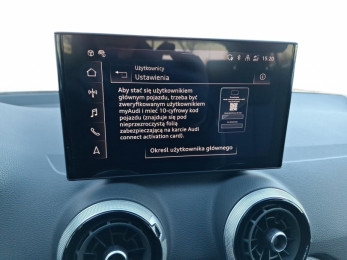 15:20
Użytkownicy
Ustawienia
Aby stać się użytkownikiem
głównym pojazdu, trzeba być
zweryfikowanym użytkownikiem
myAudi i mieć 10-cyfrowy kod
pojazdu (znajduje się pod
nieprzezroczystą folią
zabezpieczającą na karcie Audi
connect activation card).
Określ użytkownika głównego